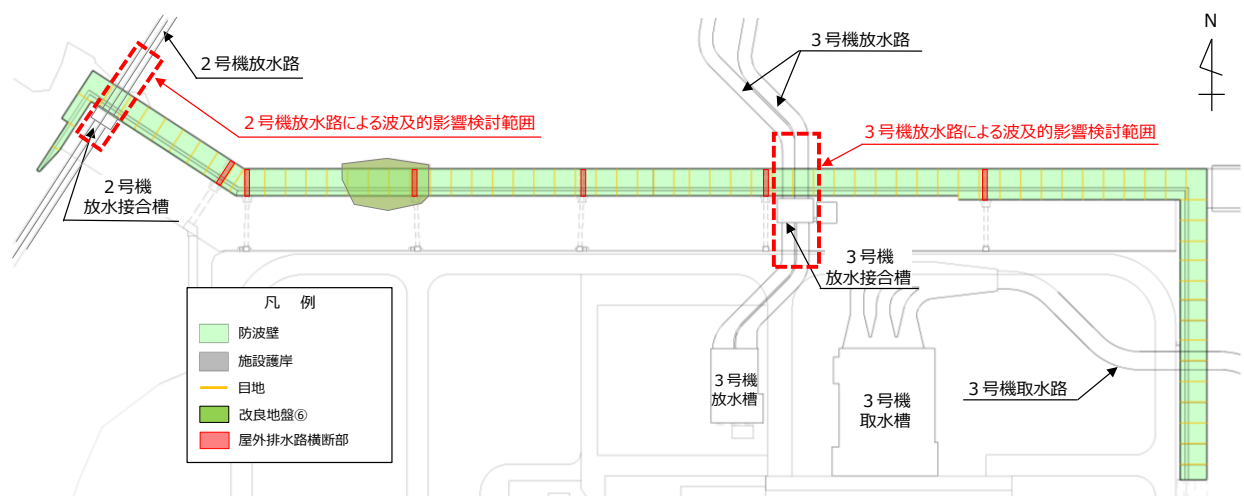 N
3号機放水路
2号機放水路
2号機放水路による波及的影響検討範囲
3号機放水路による波及的影響検討範囲
2号機
放水接合槽
3号機
放水接合槽
凡 例
防波壁
施設護岸
目地
改良地盤⑥
屋外排水路横断部
3号機
放水槽
3号機
取水槽
3号機取水路